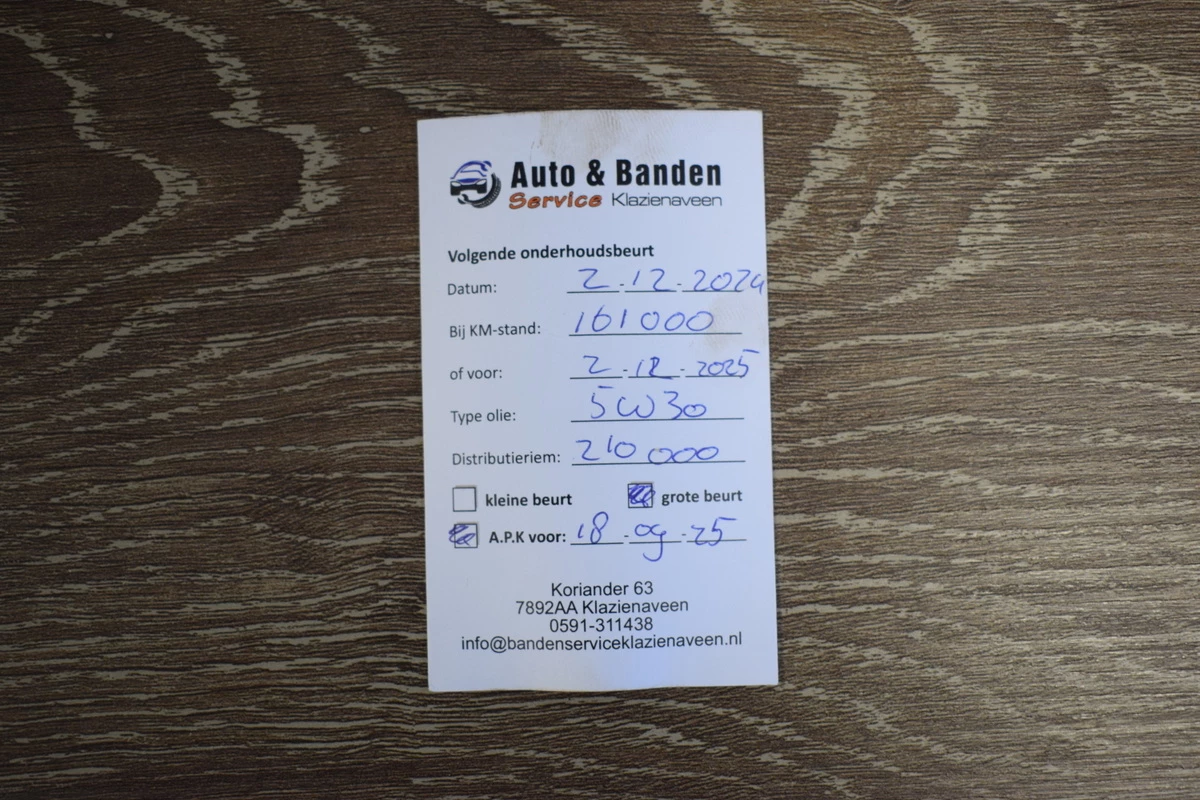 Auto & Banden
Service Klazienaveen
Volgende onderhoudsbeurt
Datum: 2.12.2024
Bij KM-stand: 161000
of voor: 2.12.2025
Type olie: 5W30
Distributieriem: 210 000
kleine beurt grote beurt
A.P.K voor: 18.09.25
Koriander 63
7892AA Klazienaveen
0591-311438
info@bandenserviceklazienaveen.nl